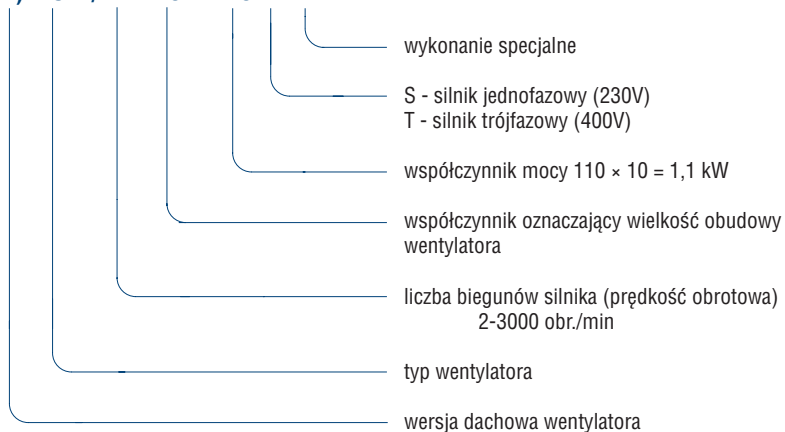 wykonanie specjalne
S - silnik jednofazowy (230V)
T - silnik trójfazowy (400V)
współczynnik mocy 110 × 10 = 1,1 kW
współczynnik oznaczający wielkość obudowy
wentylatora
liczba biegunów silnika (prędkość obrotowa)
2-3000 obr./min
typ wentylatora
wersja dachowa wentylatora